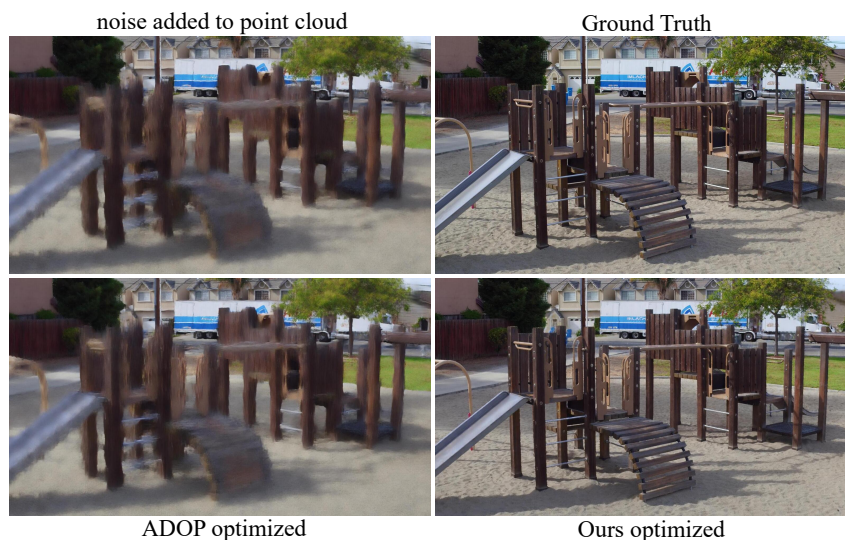 noise added to point cloud
Ground Truth
ADOP optimized
Ours optimized